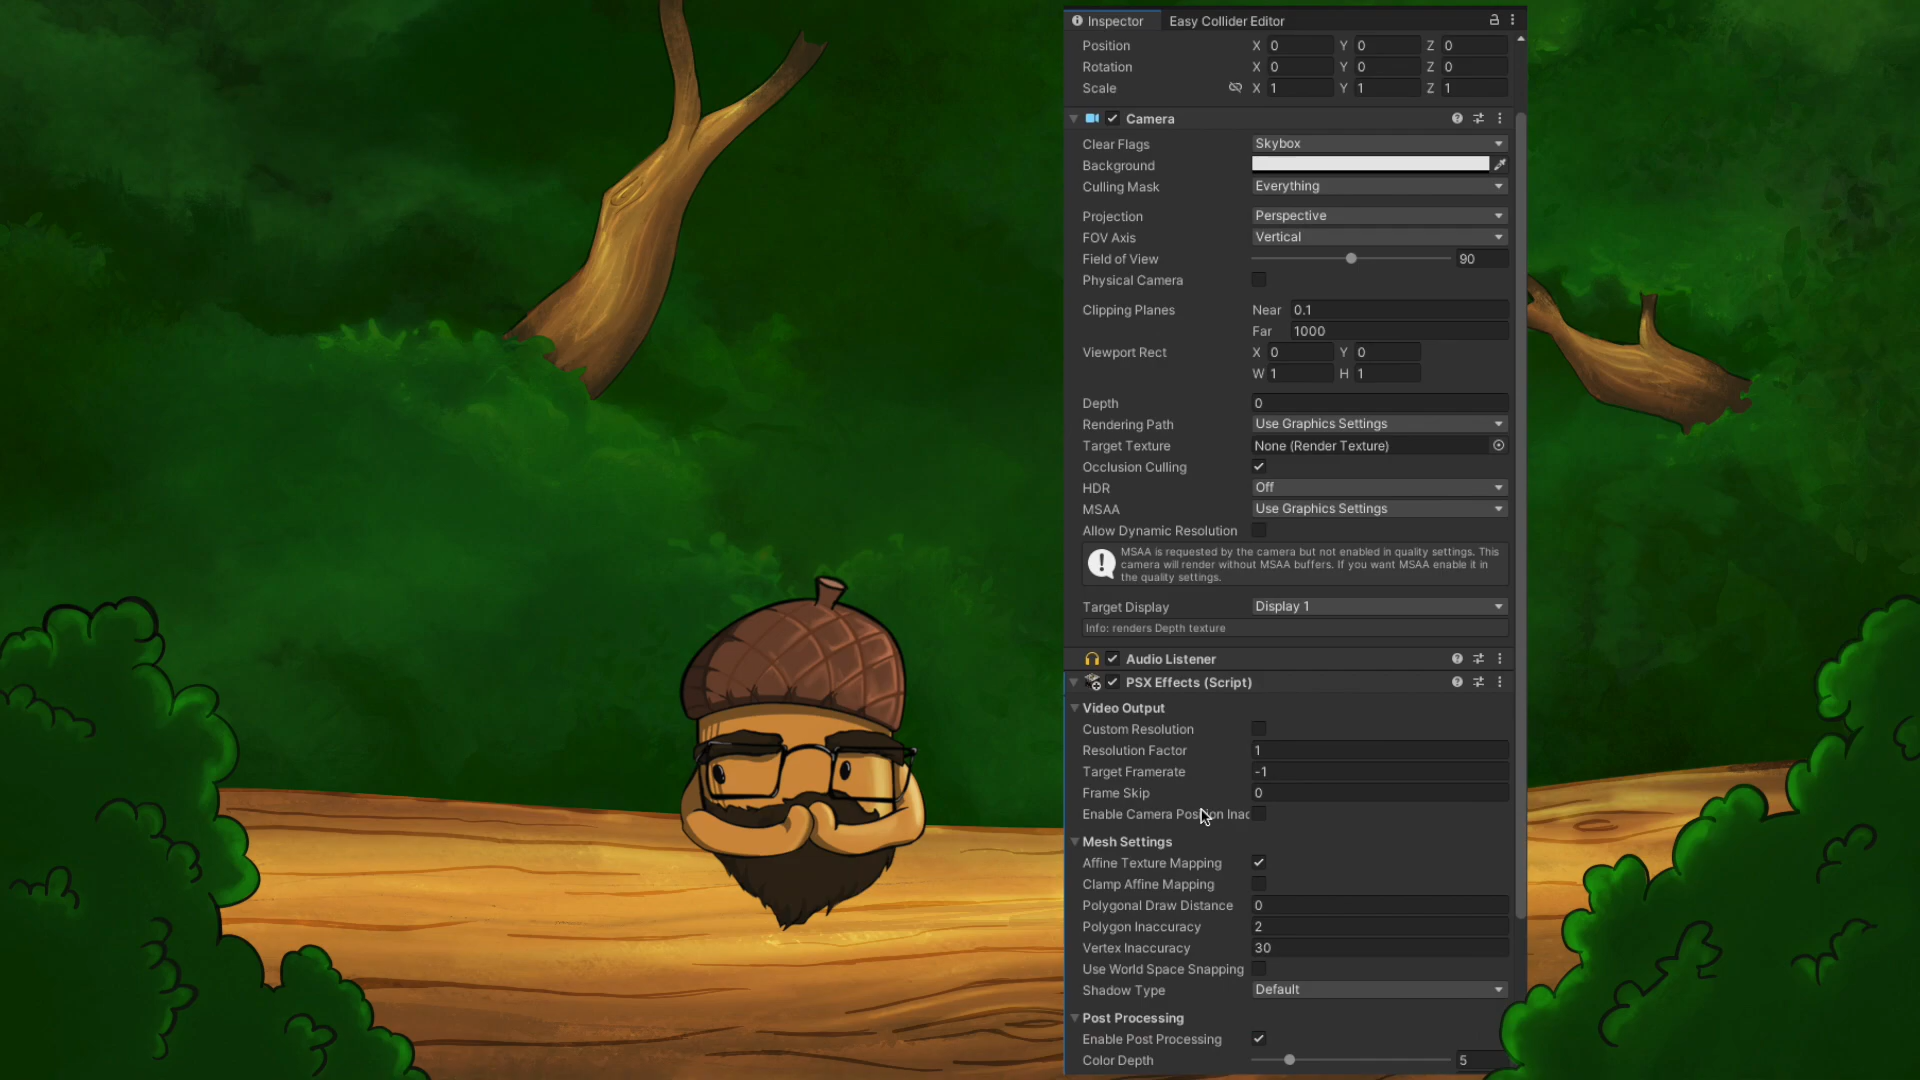 Inspector Easy Collider Editor
Position X 0 Y 0 Z 0
Rotation X 0 Y 0 Z 0
Scale X 1 Y 1 Z 1
Camera
Clear Flags Skybox
Background
Culling Mask Everything
Projection Perspective
FOV Axis Vertical
Field of View 90
Physical Camera
Clipping Planes Near 0.1
Far 1000
Viewport Rect X 0 Y 0
W 1 H 1
Depth 0
Rendering Path Use Graphics Settings
Target Texture None (Render Texture)
Occlusion Culling
HDR Off
MSAA Use Graphics Settings
Allow Dynamic Resolution
MSAA is requested by the camera but not enabled in quality settings. This
camera will render without MSAA buffers. If you want MSAA enable it in
the quality settings.
Target Display Display 1
Info: renders Depth texture
Audio Listener
PSX Effects (Script)
Video Output
Custom Resolution
Resolution Factor 1
Target Framerate -1
Frame Skip 0
Enable Camera Position Inac
Mesh Settings
Affine Texture Mapping
Clamp Affine Mapping
Polygonal Draw Distance 0
Polygon Inaccuracy 2
Vertex Inaccuracy 30
Use World Space Snapping
Shadow Type Default
Post Processing
Enable Post Processing
Color Depth 5